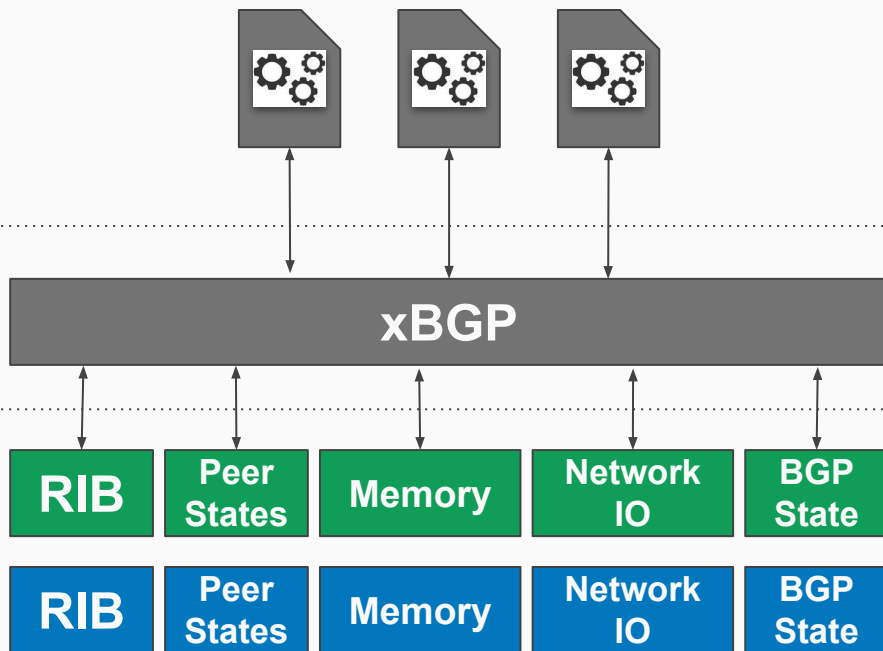 xBGP
RIB
Peer
States
Memory
Network
IO
BGP
State
RIB
Peer
States
Memory
Network
IO
BGP
State